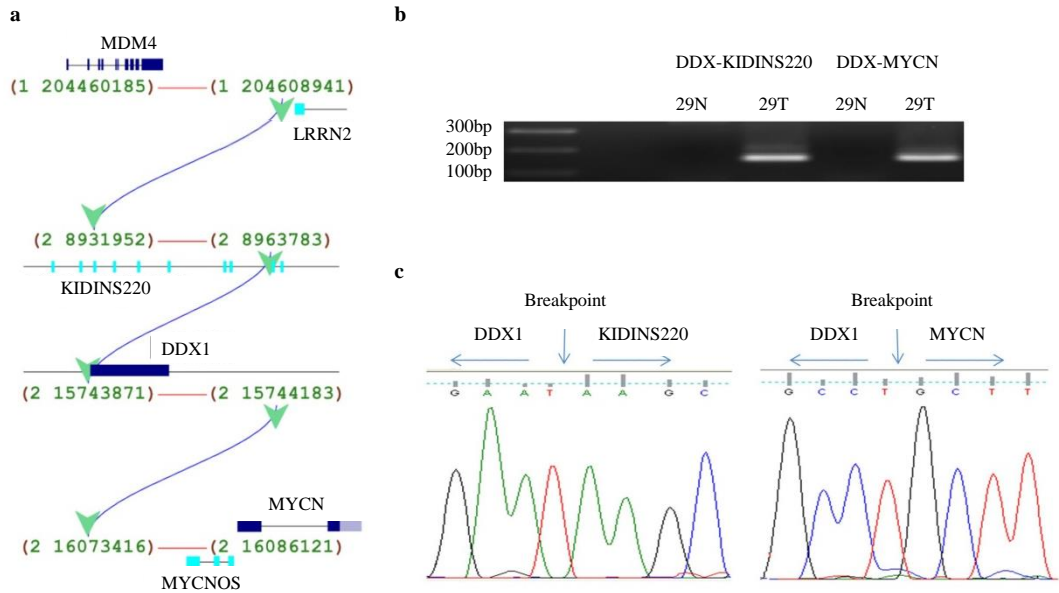 a
MDM4
(1 204460185)
(1 204608941)
LRRN2
(2 8931952)
(2 8963783)
KIDINS220
DDX1
(2 15743871)
(2 15744183)
MYCN
(2 16073416)
(2 16086121)
MYCNOS
b
DDX-KIDINS220 DDX-MYCN
29N 29T 29N 29T
300bp
200bp
100bp
c
Breakpoint
DDX1 KIDINS220
G A A T A A G C
Breakpoint
DDX1 MYCN
G C C T G C T T